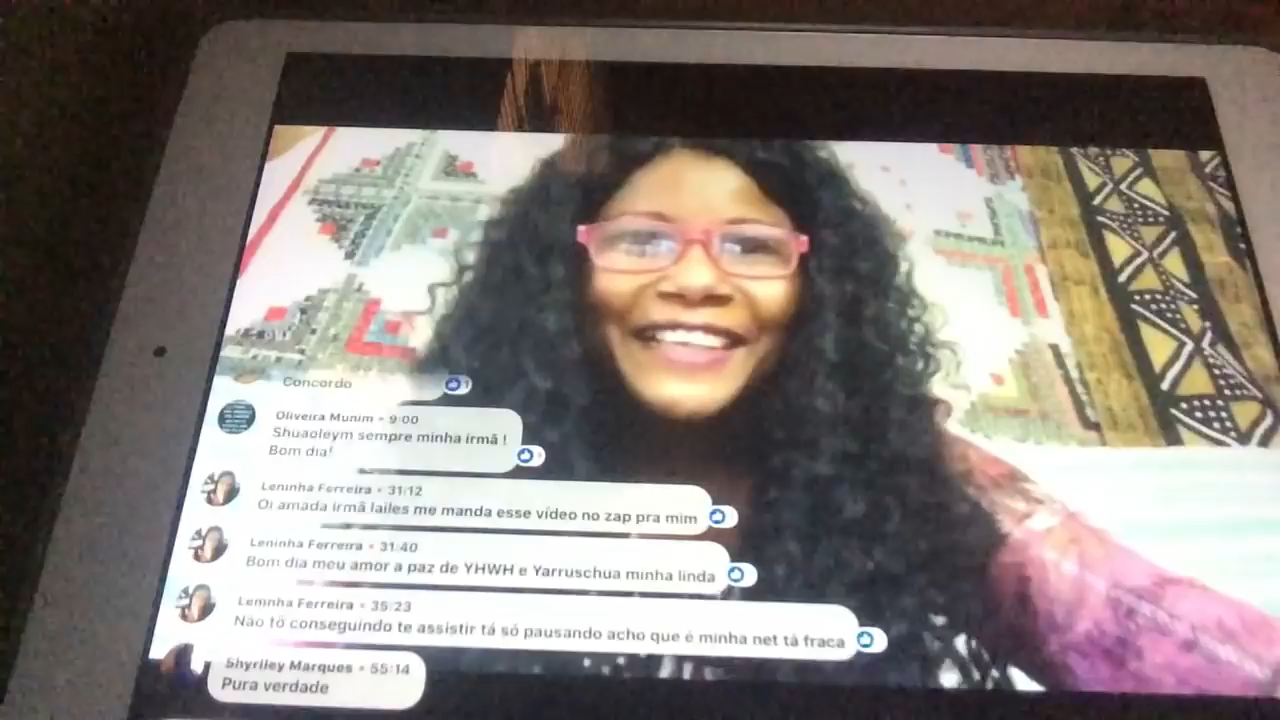 Concordo
1
Oliveira Munim • 9:00
Shuaoleym sempre minha irmã !
Bom dia!
Leninha Ferreira • 31:12
Oi amada irmã lailes me manda esse vídeo no zap pra mim
Leninha Ferreira • 31:40
Bom dia meu amor a paz de YHWH e Yarruschua minha linda
Leninha Ferreira • 35:23
Não tô conseguindo te assistir tá só pausando acho que é minha net tá fraca
Shyrlley Marques • 55:14
Pura verdade